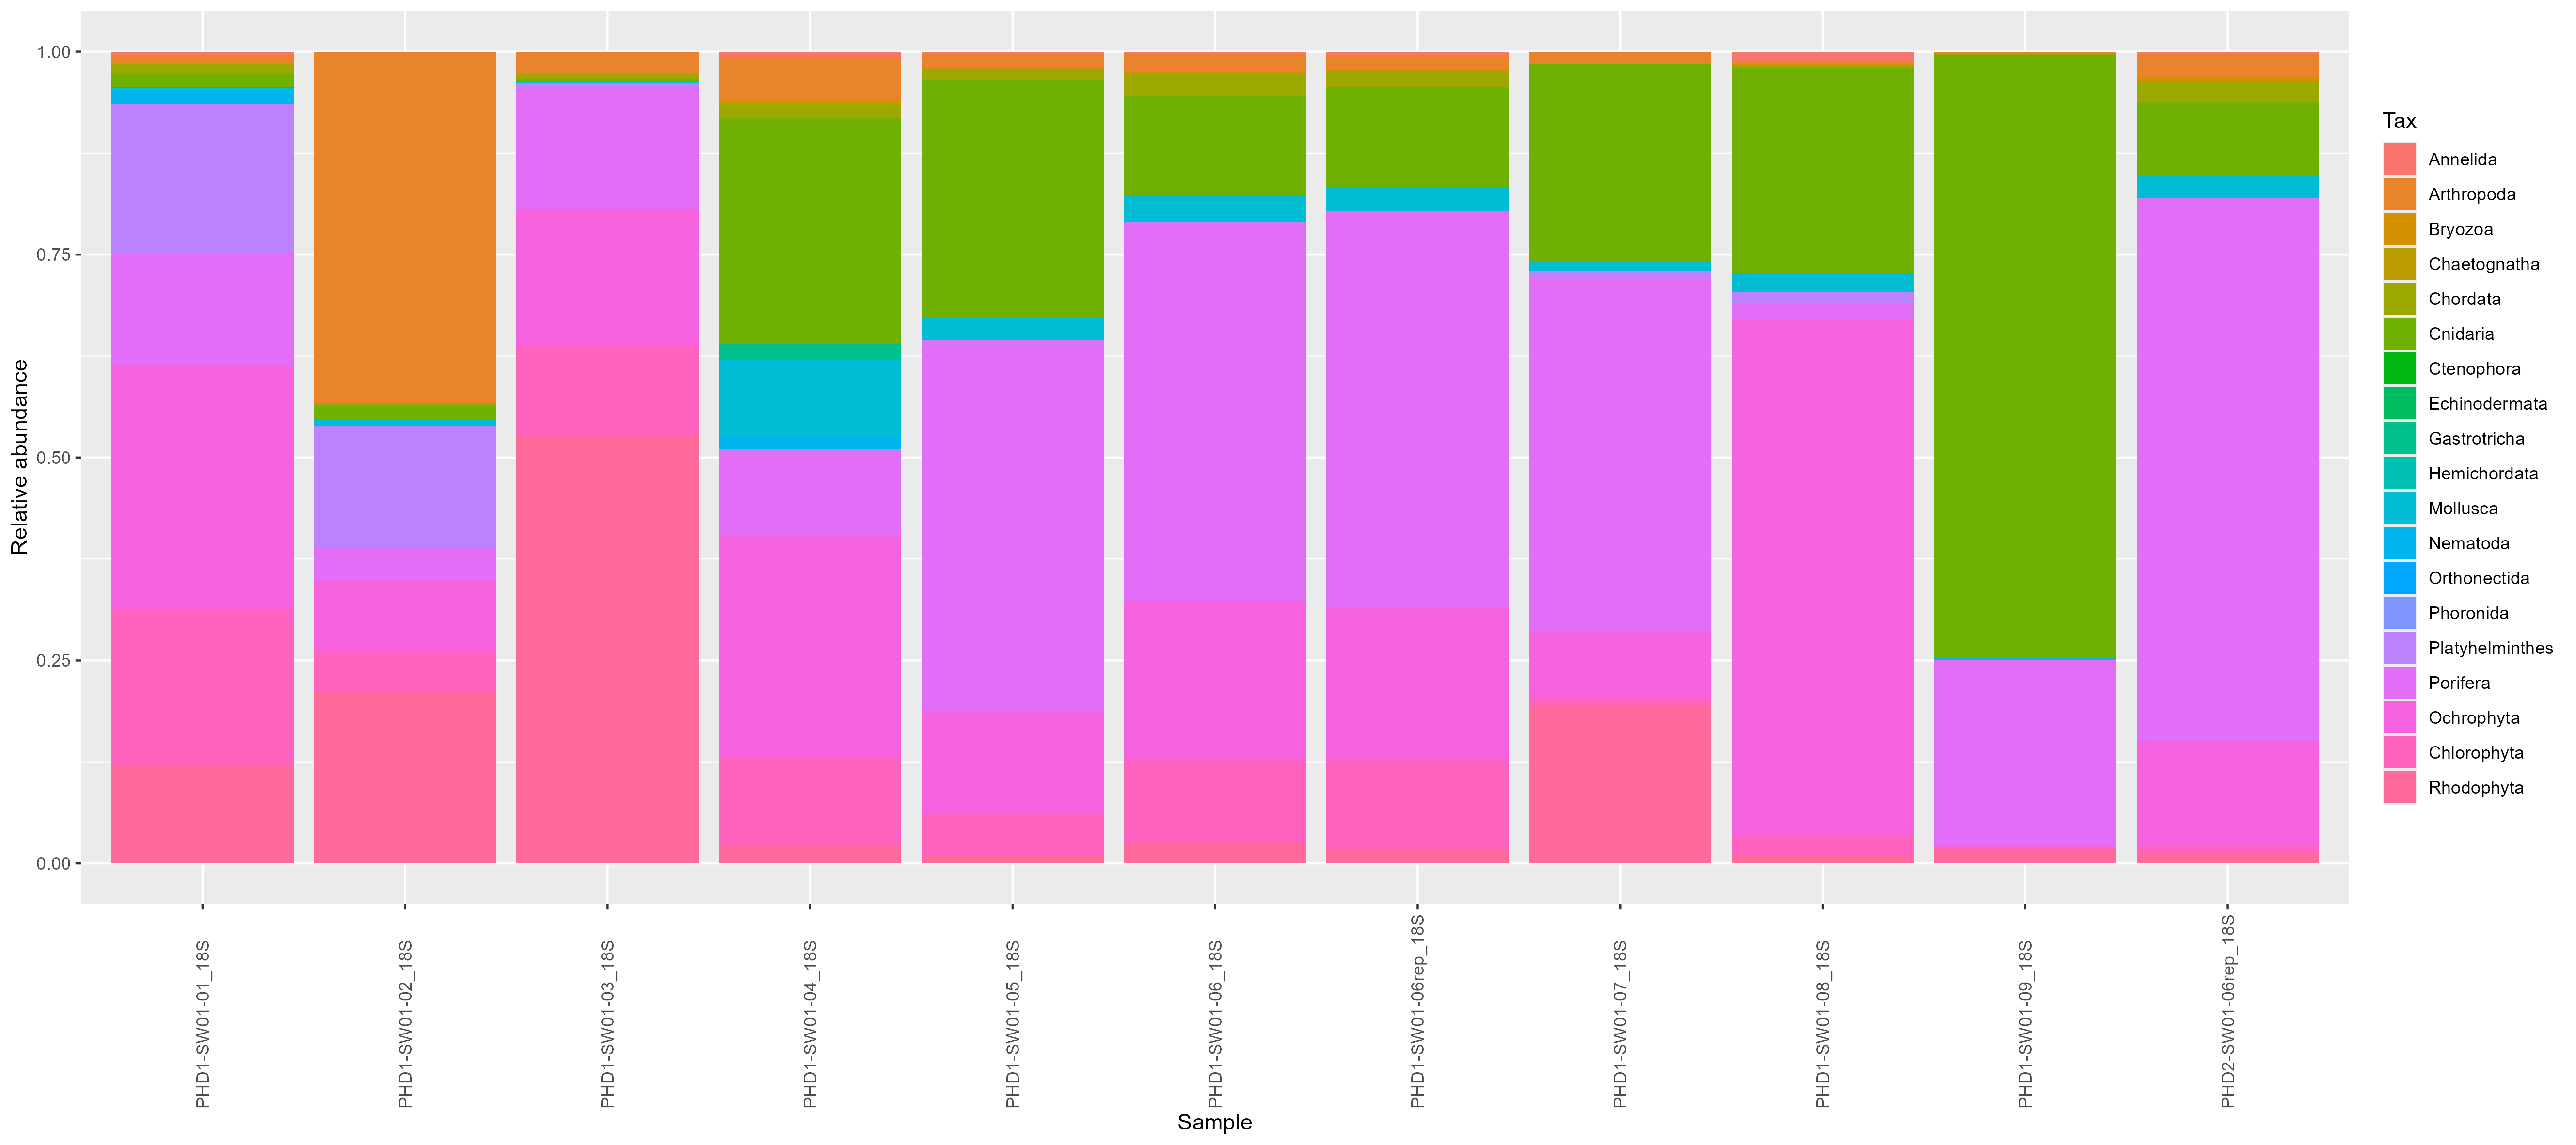 Relative abundance
1.00
0.75
0.50
0.25
0.00
PHD1-SW01-01_18S
PHD1-SW01-02_18S
PHD1-SW01-03_18S
PHD1-SW01-04_18S
PHD1-SW01-05_18S
PHD1-SW01-06_18S
PHD1-SW01-06rep_18S
PHD1-SW01-07_18S
PHD1-SW01-08_18S
PHD1-SW01-09_18S
PHD2-SW01-06rep_18S
Sample
Tax
Annelida
Arthropoda
Bryozoa
Chaetognatha
Chordata
Cnidaria
Ctenophora
Echinodermata
Gastrotricha
Hemichordata
Mollusca
Nematoda
Orthonectida
Phoronida
Platyhelminthes
Porifera
Ochrophyta
Chlorophyta
Rhodophyta